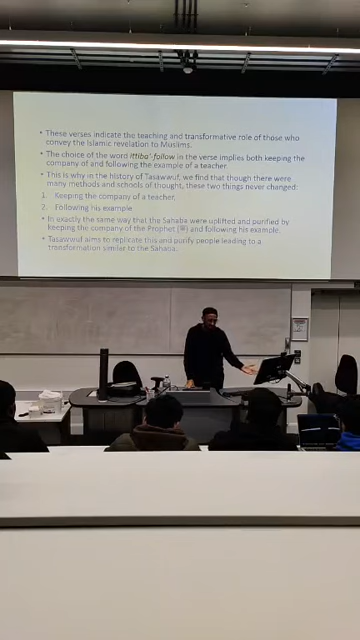 • These verses indicate the teaching and transformative role of those who
convey the Islamic revelation to Muslims.
• The choice of the word Ittiba'-follow in the verse implies both keeping the
company of and following the example of a teacher.
• This is why in the history of Tasawwuf, we find that though there were
many methods and schools of thought, these two things never changed:
1. Keeping the company of a teacher.
2. Following his example
• In exactly the same way that the Sahaba were uplifted and purified by
keeping the company of the Prophet (ﷺ) and following his example.
• Tasawwuf aims to replicate this and purify people leading to a
transformation similar to the Sahaba.